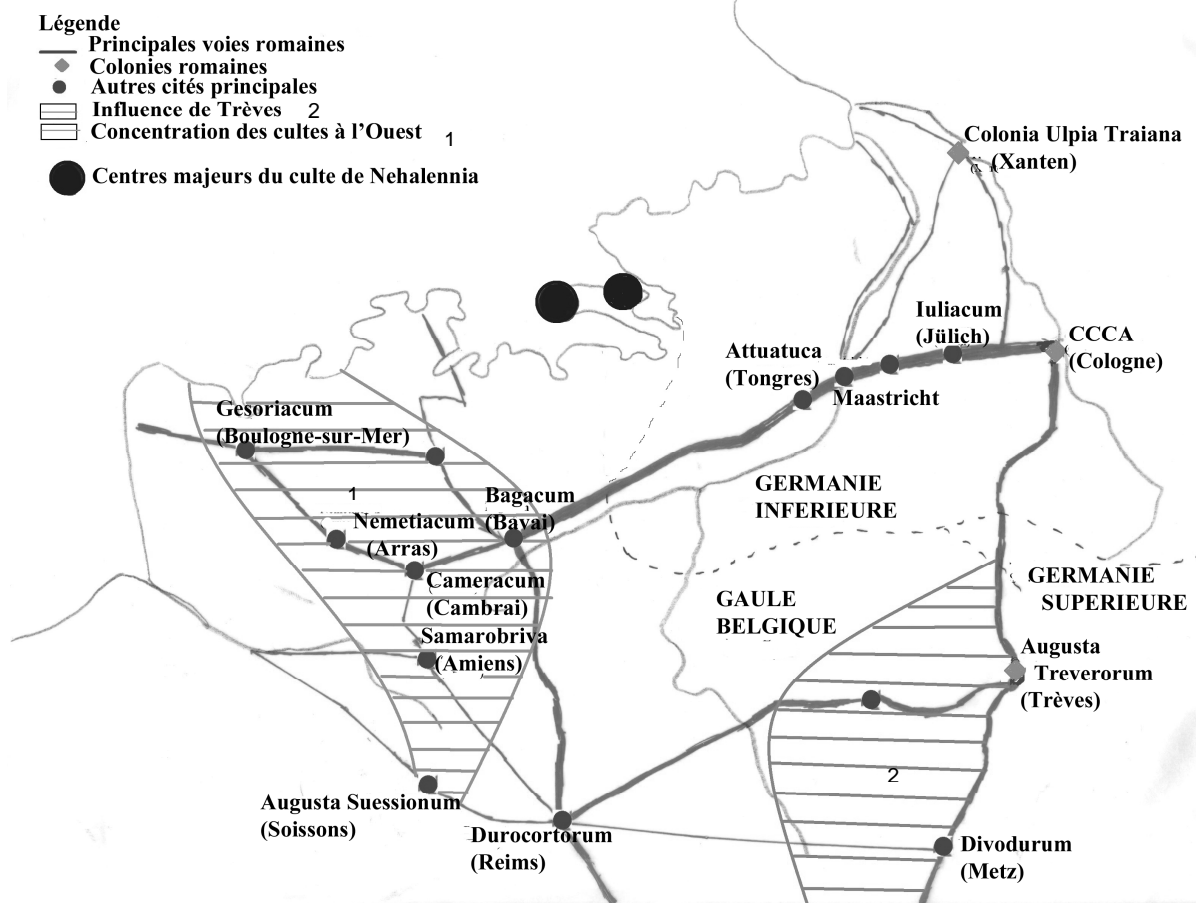 Légende
Principales voies romaines
Colonies romaines
Autres cités principales
Influence de Trèves 2
Concentration des cultes à l'Ouest 1
Centres majeurs du culte de Nehalennia
Colonia Ulpia Traiana
(Xanten)
Iuliacum
(Jülich)
CCCA
(Cologne)
Attuatuca
(Tongres)
Maastricht
Gesoriacum
(Boulogne-sur-Mer)
1
Bagacum
(Bavai)
Nemetiacum
(Arras)
GERMANIE
INFERIEURE
Cameracum
(Cambrai)
GERMANIE
SUPERIEURE
GAULE
BELGIQUE
Samarobriva
(Amiens)
Augusta
Treverorum
(Trèves)
2
Augusta Suessionum
(Soissons)
Durocortorum
(Reims)
Divodurum
(Metz)